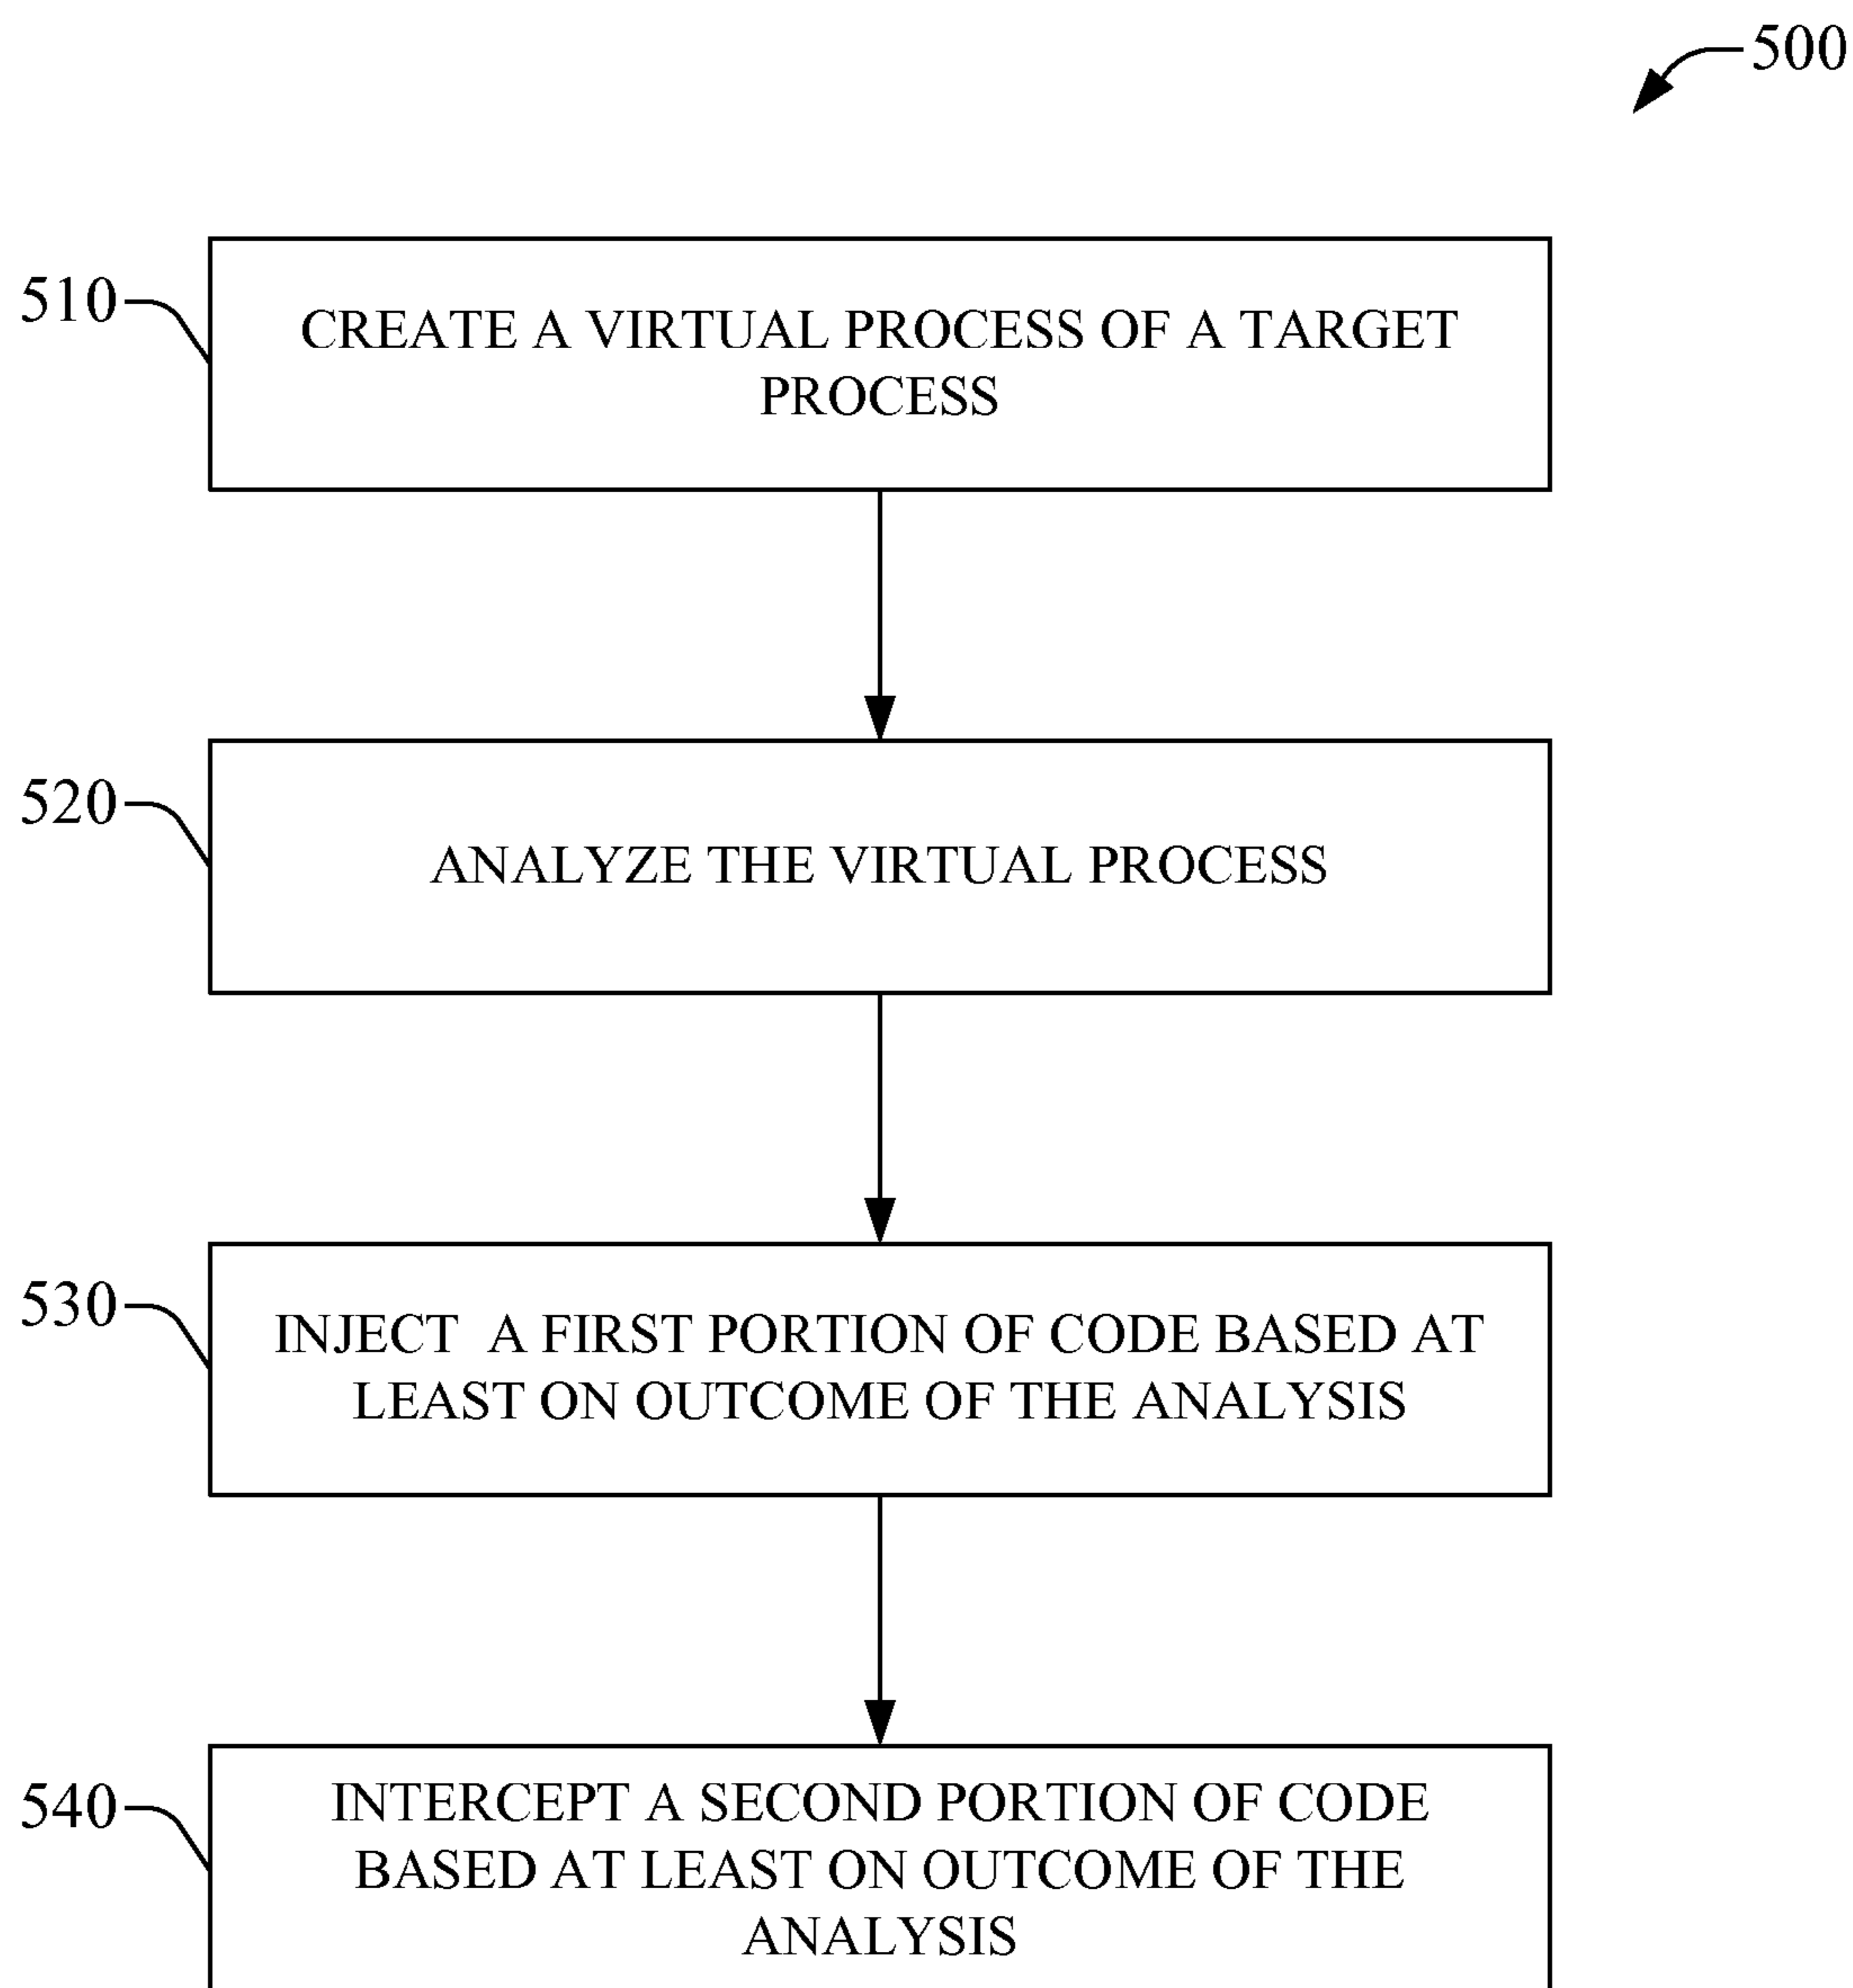 500
510
CREATE A VIRTUAL PROCESS OF A TARGET
PROCESS
520
ANALYZE THE VIRTUAL PROCESS
530
INJECT A FIRST PORTION OF CODE BASED AT
LEAST ON OUTCOME OF THE ANALYSIS
540
INTERCEPT A SECOND PORTION OF CODE
BASED AT LEAST ON OUTCOME OF THE
ANALYSIS